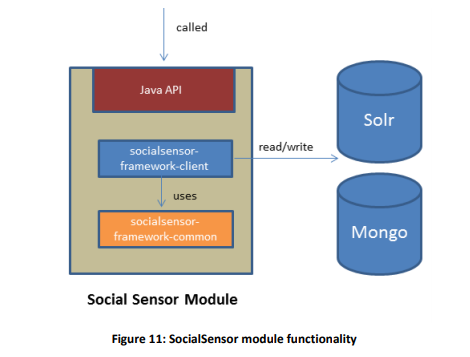 called
Java API
socialsensor-
framework-client
read/write
Solr
uses
socialsensor-
framework-common
Mongo
Social Sensor Module
Figure 11: SocialSensor module functionality